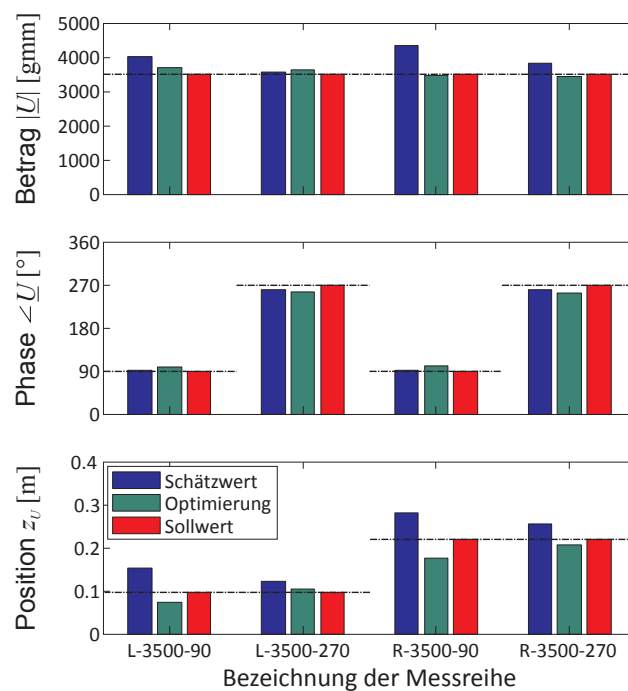 Betrag |U| [gmm]
5000
4000
3000
2000
1000
0
Phase ∠U [°]
360
270
180
90
0
Position z_U [m]
0.4
0.3
0.2
0.1
0
Schätzwert
Optimierung
Sollwert
L-3500-90 L-3500-270 R-3500-90 R-3500-270
Bezeichnung der Messreihe